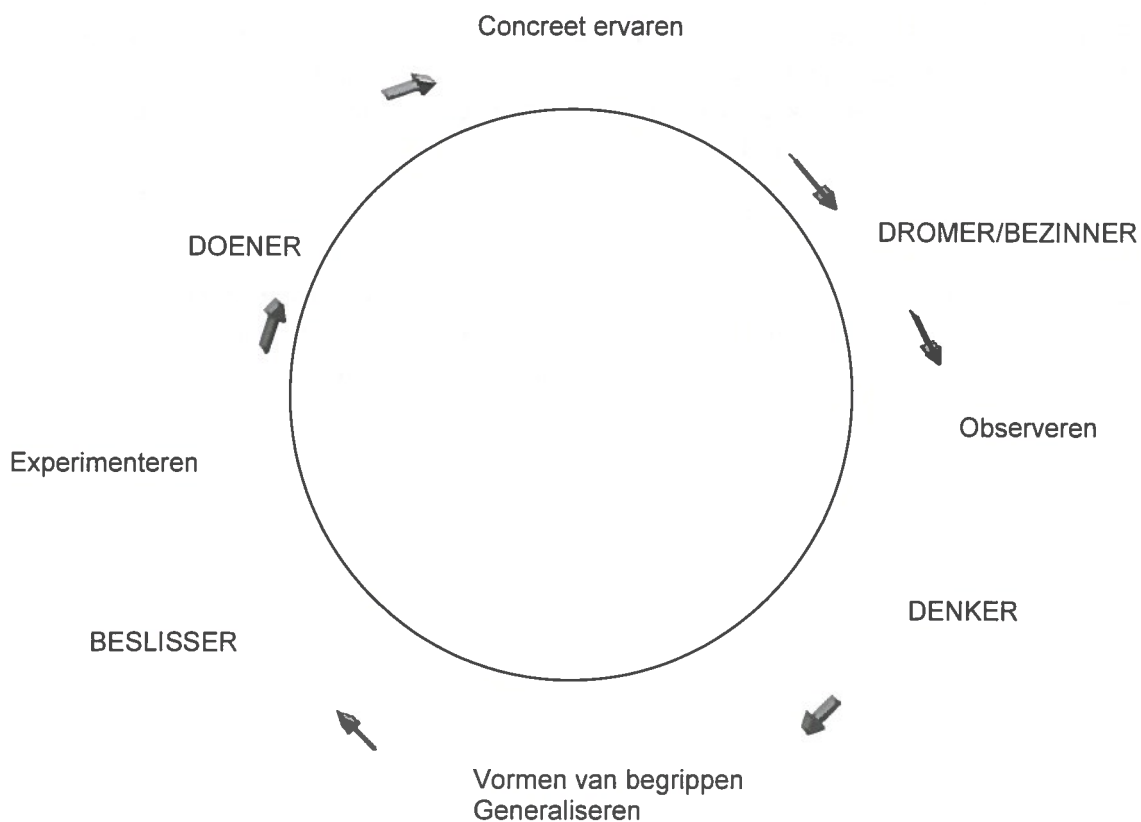 Concreet ervaren
DOENER
DROMER/BEZINNER
Observeren
Experimenteren
DENKER
BESLISSER
Vormen van begrippen
Generaliseren